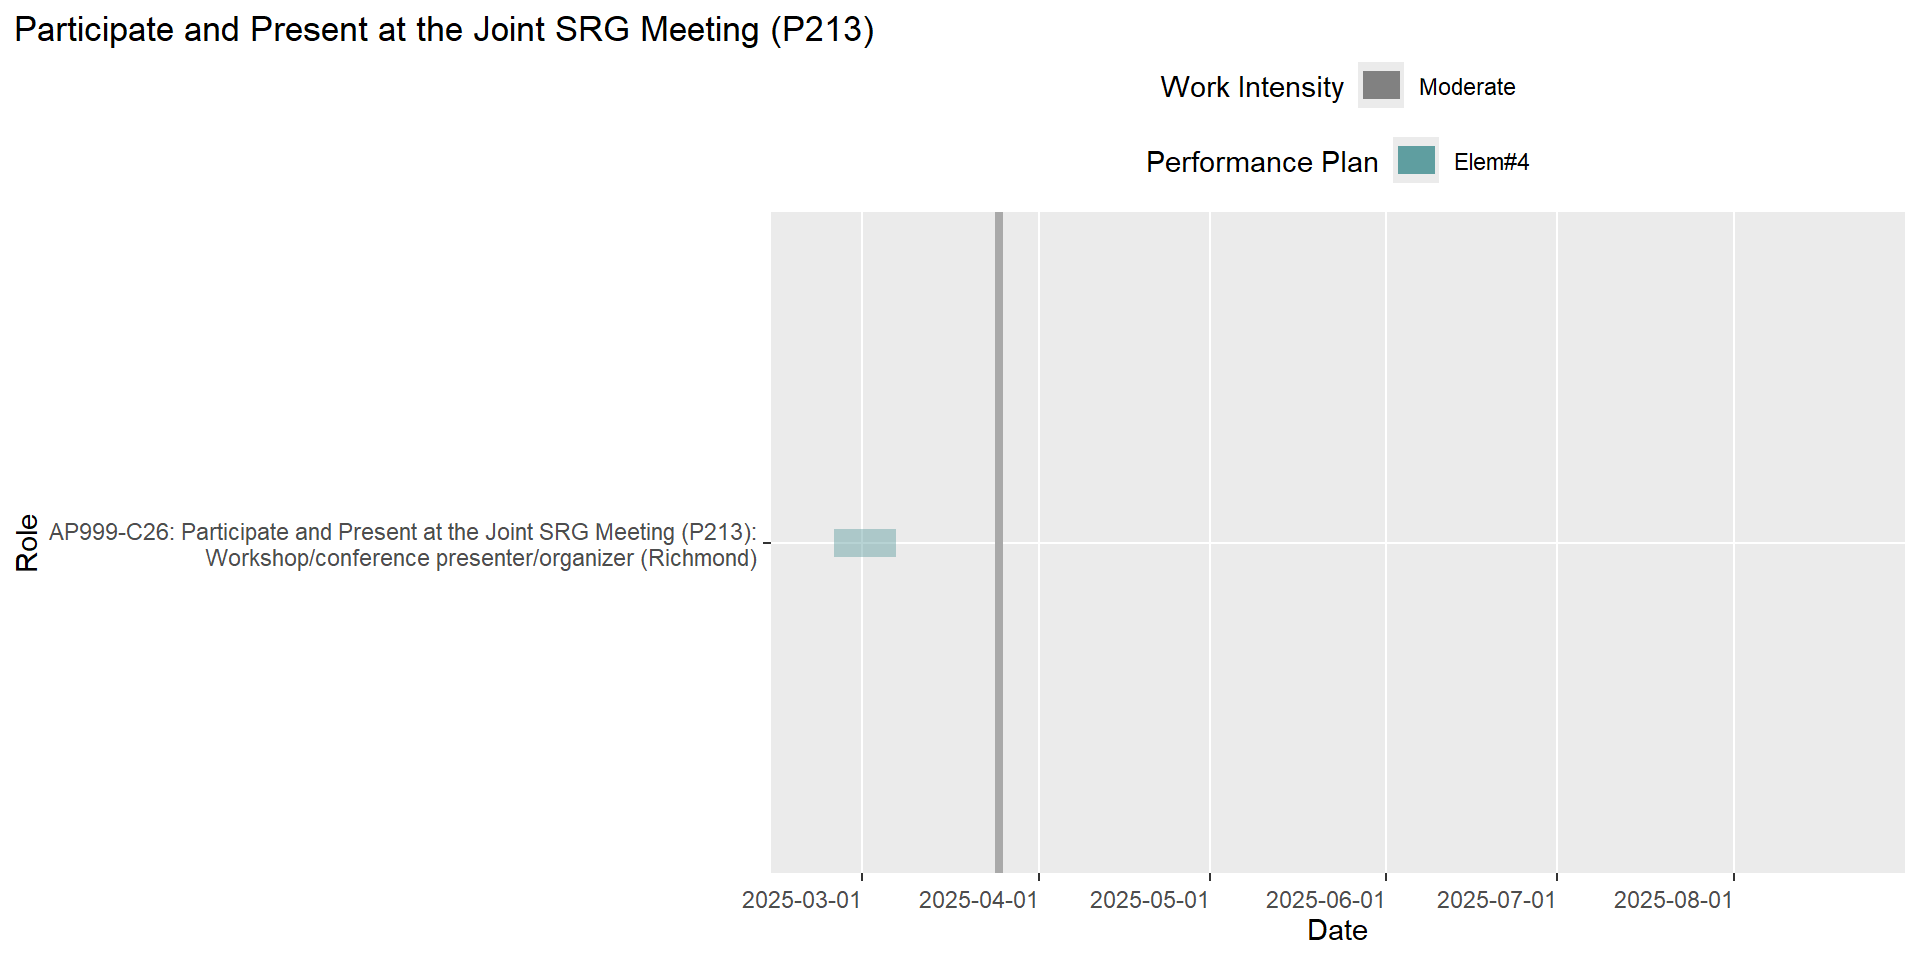 Participate and Present at the Joint SRG Meeting (P213)
Work Intensity
Moderate
Performance Plan
Elem#4
Role
AP999-C26: Participate and Present at the Joint SRG Meeting (P213):
Workshop/conference presenter/organizer (Richmond)
2025-03-01
2025-04-01
2025-05-01
2025-06-01
2025-07-01
2025-08-01
Date